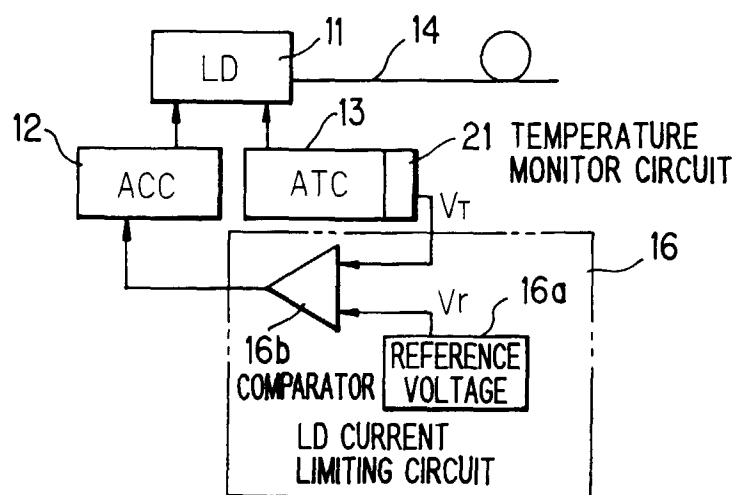 11
LD
14
12
13
21 TEMPERATURE
MONITOR CIRCUIT
ACC
ATC
VT
16
Vr
16a
16b
COMPARATOR
REFERENCE
VOLTAGE
LD CURRENT
LIMITING CIRCUIT